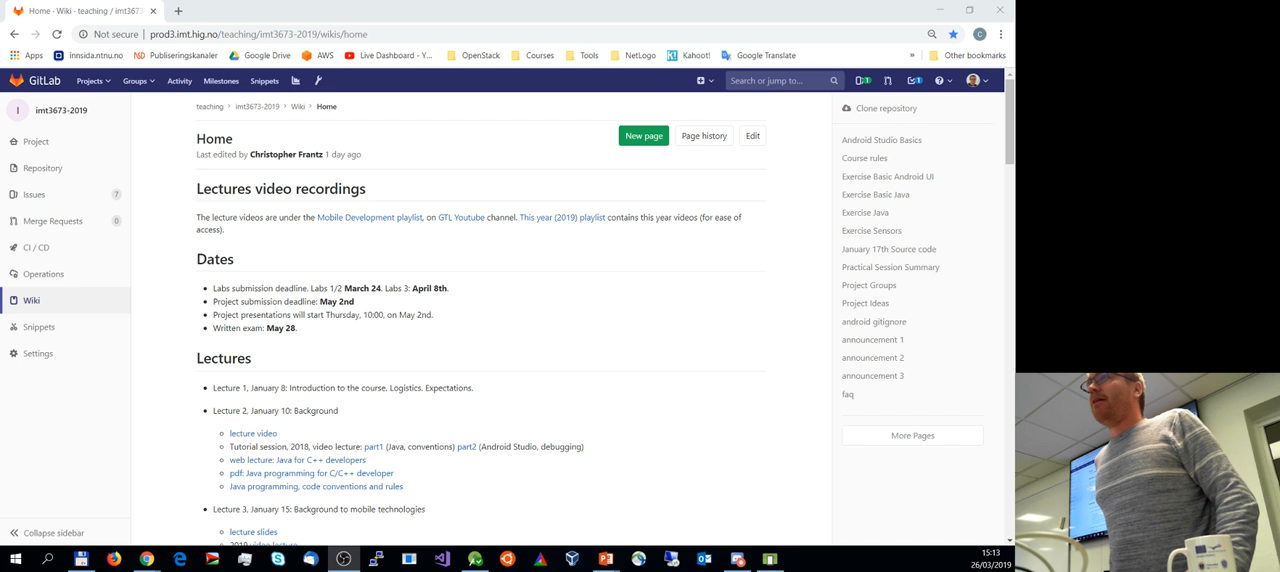 Home · Wiki · teaching / imt3673
Not secure | prod3.imt.hig.no/teaching/imt3673-2019/wikis/home
Apps innsida.ntnu.no Publiseringskanaler Google Drive AWS Live Dashboard - Y... OpenStack Courses Tools NetLogo Kahoot! Google Translate » Other bookmarks
GitLab Projects Groups Activity Milestones Snippets Search or jump to...
I imt3673-2019
Project
Repository
Issues 7
Merge Requests 0
CI / CD
Operations
Wiki
Snippets
Settings
Collapse sidebar
teaching > imt3673-2019 > Wiki > Home
Home
New page Page history Edit
Last edited by Christopher Frantz 1 day ago
Lectures video recordings
The lecture videos are under the Mobile Development playlist, on GTL Youtube channel. This year (2019) playlist contains this year videos (for ease of
access).
Dates
Labs submission deadline. Labs 1/2 March 24. Labs 3: April 8th.
Project submission deadline: May 2nd
Project presentations will start Thursday, 10:00, on May 2nd.
Written exam: May 28.
Lectures
Lecture 1, January 8: Introduction to the course. Logistics. Expectations.
Lecture 2, January 10: Background
lecture video
Tutorial session, 2018, video lecture: part1 (Java, conventions) part2 (Android Studio, debugging)
web lecture: Java for C++ developers
pdf: Java programming for C/C++ developer
Java programming, code conventions and rules
Lecture 3, January 15: Background to mobile technologies
lecture slides
2019 video lecture
Clone repository
Android Studio Basics
Course rules
Exercise Basic Android UI
Exercise Basic Java
Exercise Java
Exercise Sensors
January 17th Source code
Practical Session Summary
Project Groups
Project Ideas
android gitignore
announcement 1
announcement 2
announcement 3
faq
More Pages
15:13
26/03/2019